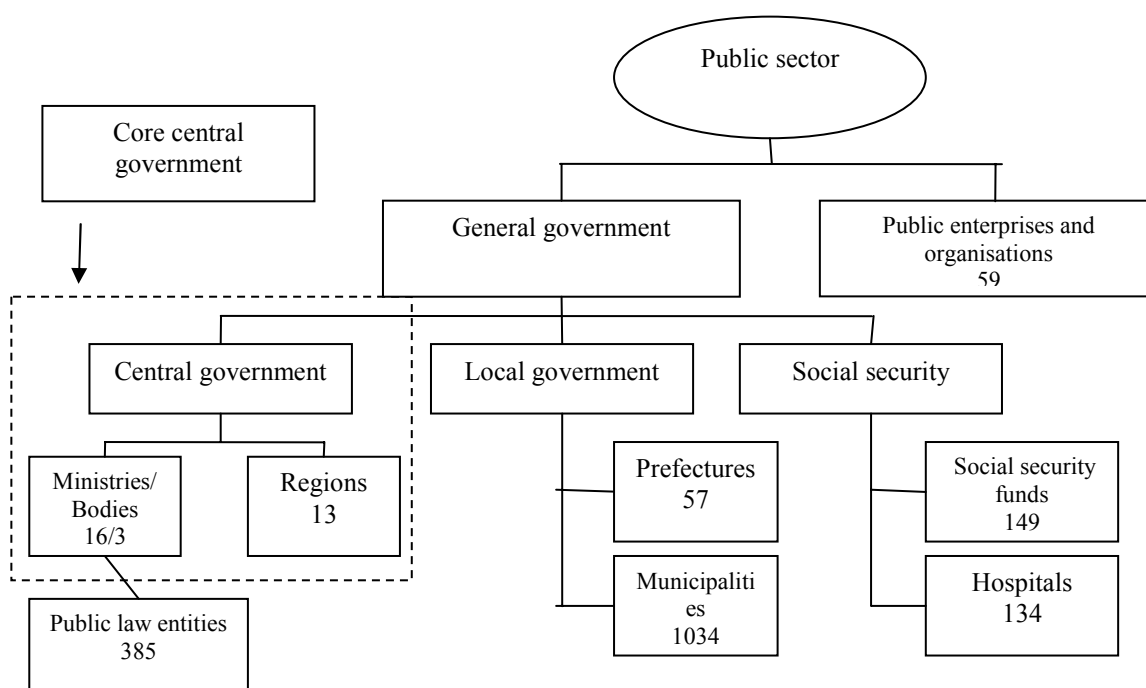 Public sector
Core central
government
General government
Public enterprises and
organisations
59
Central government
Local government
Social security
Ministries/
Bodies
16/3
Regions
13
Prefectures
57
Social security
funds
149
Public law entities
385
Municipaliti
es
1034
Hospitals
134